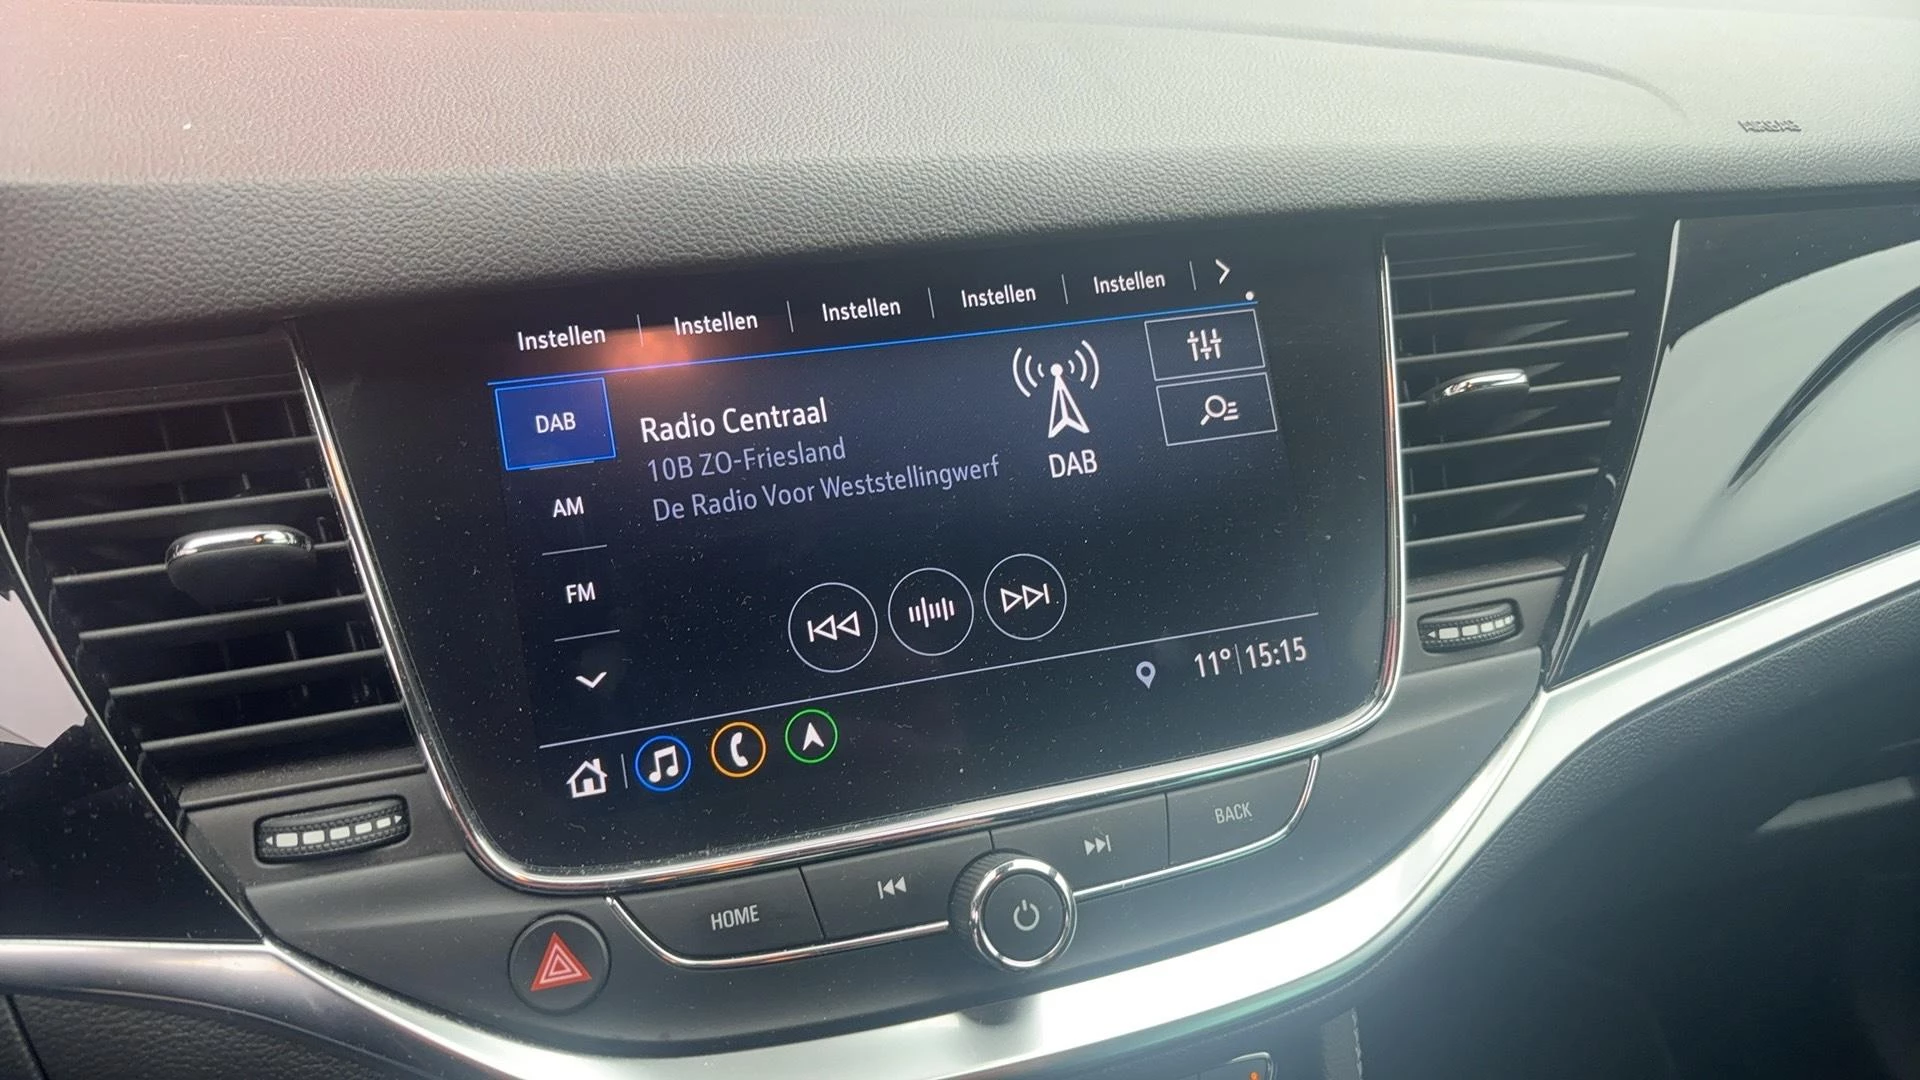 AIRBAG
Instellen | Instellen | Instellen | Instellen | Instellen
DAB
Radio Centraal
10B ZO-Friesland
De Radio Voor Weststellingwerf
DAB
AM
FM
11° 15:15
HOME
BACK